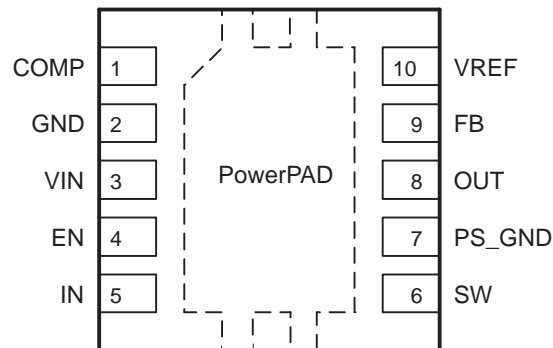 COMP 1 10 VREF
GND 2 9 FB
VIN 3 PowerPAD 8 OUT
EN 4 7 PS_GND
IN 5 6 SW